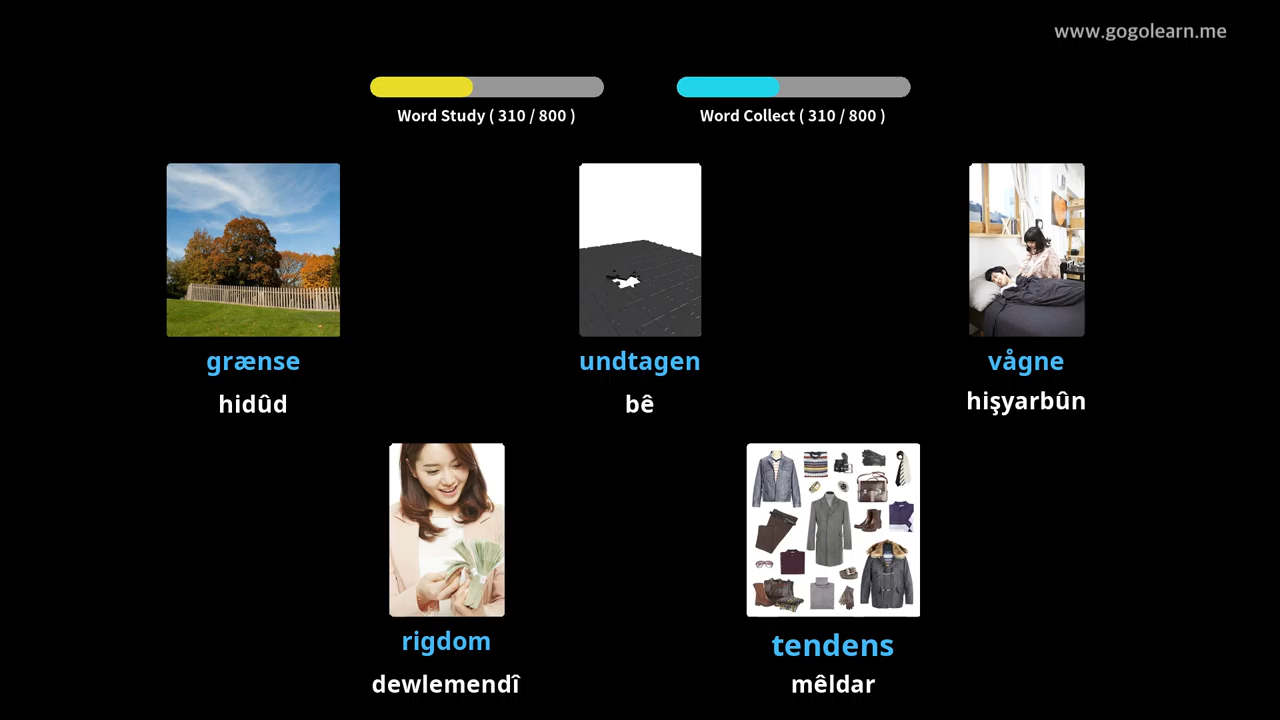 www.gogolearn.me
Word Study ( 310 / 800 )
Word Collect ( 310 / 800 )
grænse
undtagen
vågne
hidûd
bê
hişyarbûn
rigdom
tendens
dewlemendî
mêldar